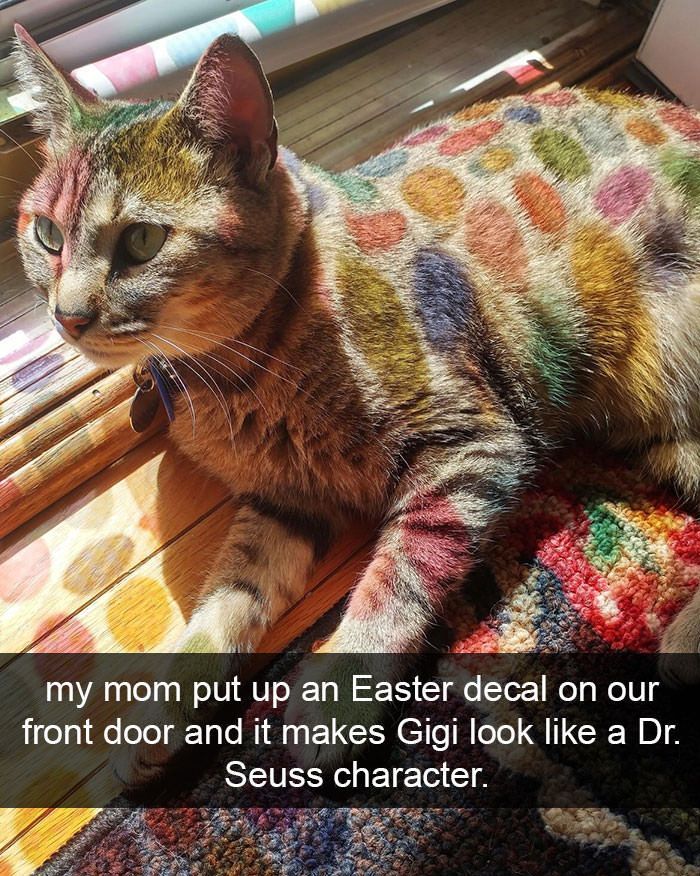 my mom put up an Easter decal on our
front door and it makes Gigi look like a Dr.
Seuss character.